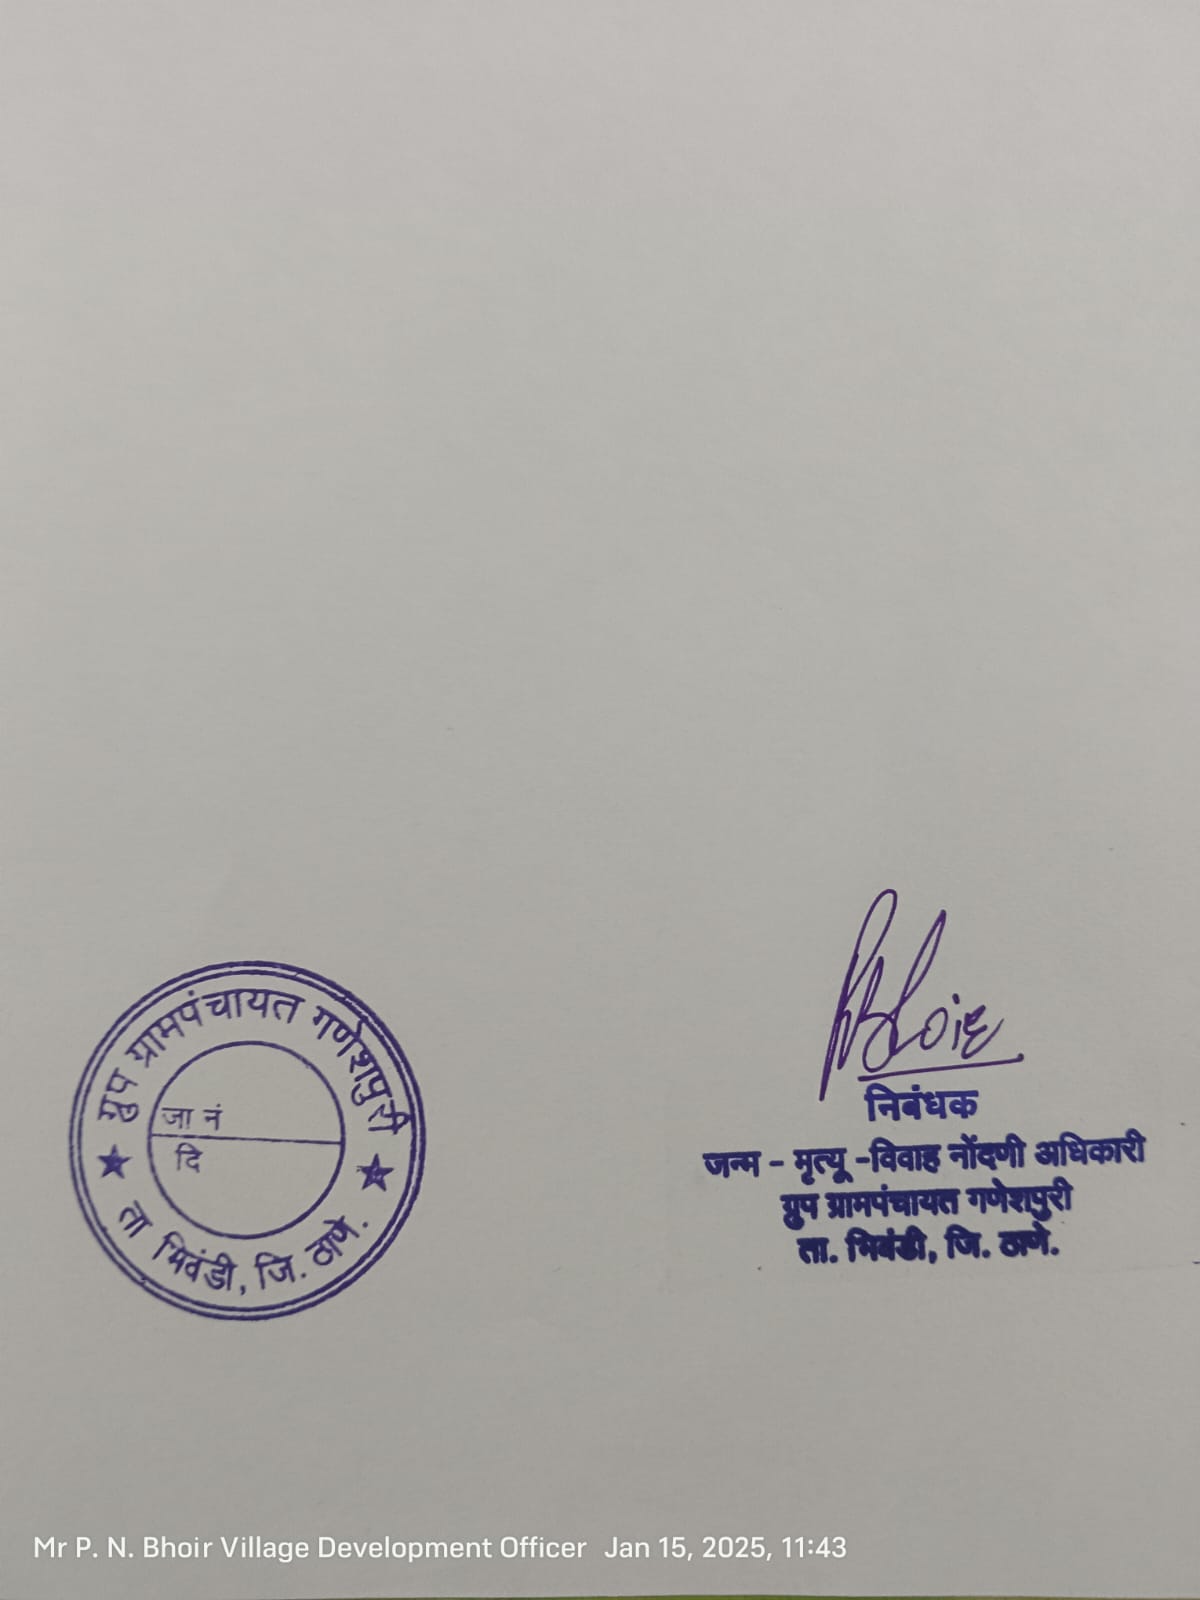 ग्रुप ग्रामपंचायत गणेशपुरी
जा नं
दि
★ ता भिवंडी, जि. ठाणे. ★
Bhoir
निबंधक
जन्म - मृत्यू -विवाह नोंदणी अधिकारी
ग्रुप ग्रामपंचायत गणेशपुरी
ता. भिवंडी, जि. ठाणे.
Mr P. N. Bhoir Village Development Officer Jan 15, 2025, 11:43